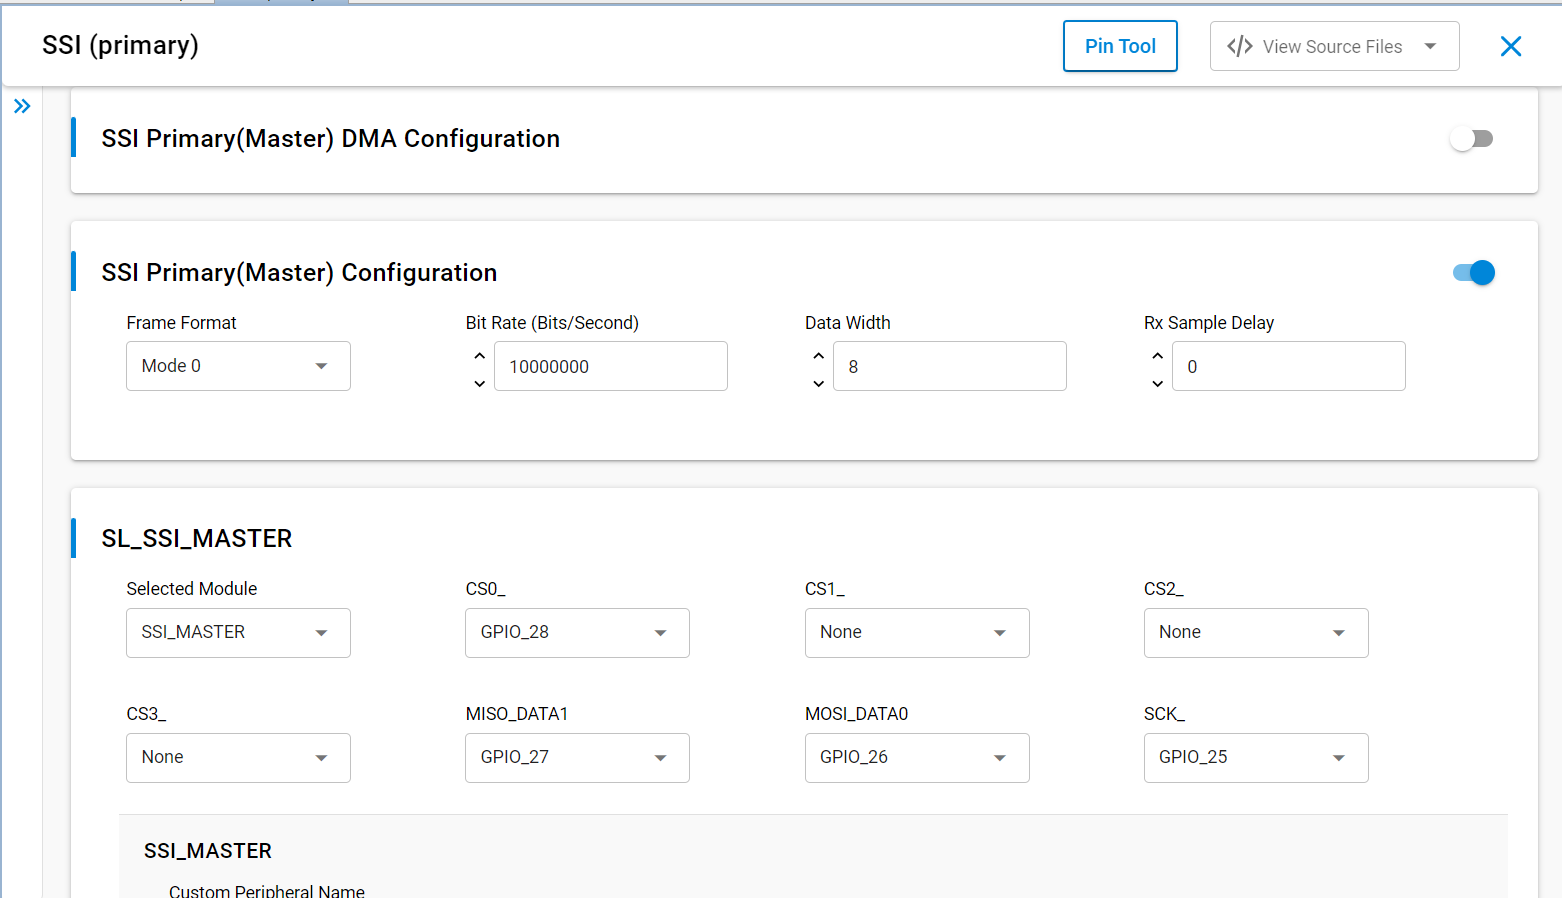 SSI (primary)
Pin Tool
</> View Source Files
SSI Primary(Master) DMA Configuration
SSI Primary(Master) Configuration
Frame Format
Bit Rate (Bits/Second)
Data Width
Rx Sample Delay
Mode 0
10000000
8
0
SL_SSI_MASTER
Selected Module
CS0_
CS1_
CS2_
SSI_MASTER
GPIO_28
None
None
CS3_
MISO_DATA1
MOSI_DATA0
SCK_
None
GPIO_27
GPIO_26
GPIO_25
SSI_MASTER
Custom Peripheral Name